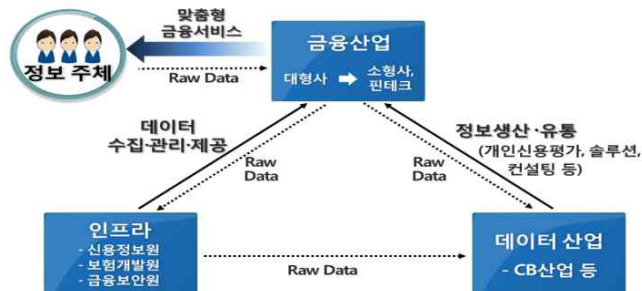 맞춤형
금융서비스
정보 주체
Raw Data
금융산업
대형사
소형사,
핀테크
데이터
수집·관리·제공
Raw
Data
Raw
Data
정보생산·유통
(개인신용평가, 솔루션,
컨설팅 등)
인프라
- 신용정보원
- 보험개발원
- 금융보안원
Raw Data
데이터 산업
- CB산업 등